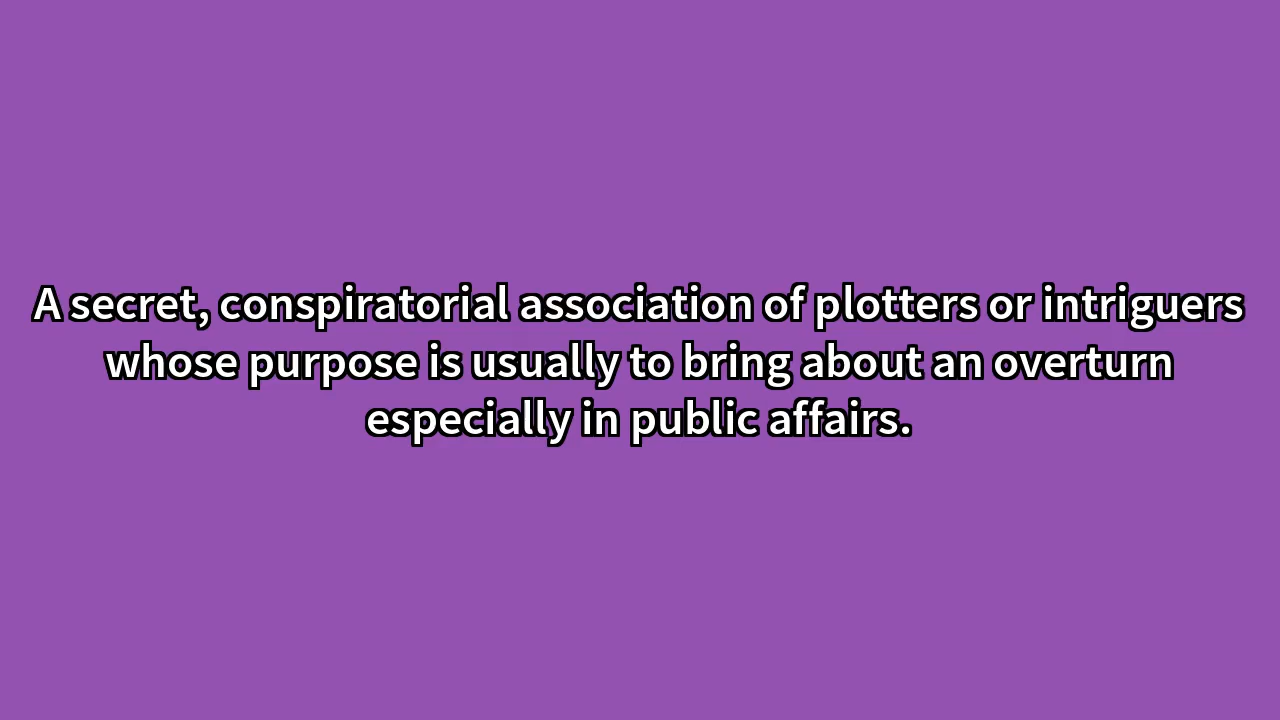 A secret, conspiratorial association of plotters or intriguers
whose purpose is usually to bring about an overturn
especially in public affairs.